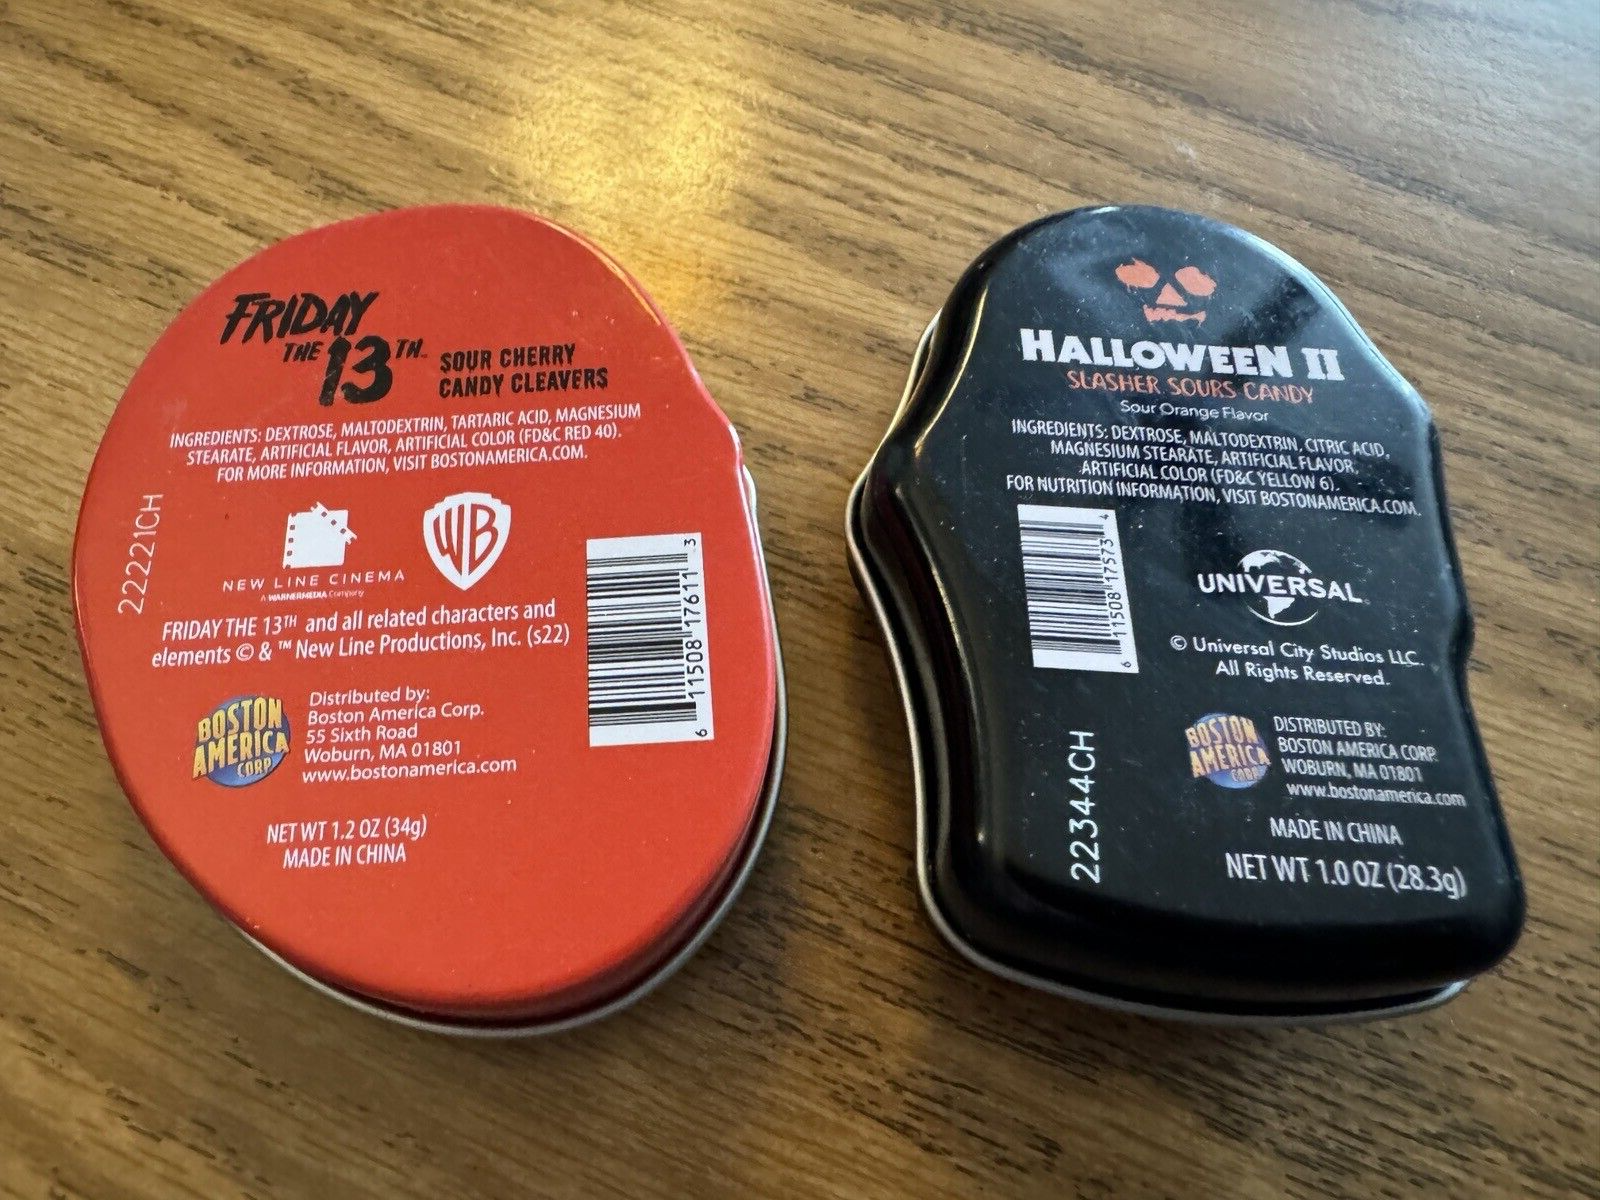 FRIDAY
THE 13TH™
SOUR CHERRY
CANDY CLEAVERS
INGREDIENTS: DEXTROSE, MALTODEXTRIN, TARTARIC ACID, MAGNESIUM
STEARATE, ARTIFICIAL FLAVOR, ARTIFICIAL COLOR (FD&C RED 40).
FOR MORE INFORMATION, VISIT BOSTONAMERICA.COM.
22221CH
NEW LINE CINEMA
A WARNERMEDIA Company
WB
FRIDAY THE 13TH and all related characters and
elements © & ™ New Line Productions, Inc. (s22)
6 11508 17611 3
BOSTON
AMERICA
CORP
Distributed by:
Boston America Corp.
55 Sixth Road
Woburn, MA 01801
www.bostonamerica.com
NET WT 1.2 OZ (34g)
MADE IN CHINA
HALLOWEEN II
SLASHER SOURS CANDY
Sour Orange Flavor
INGREDIENTS: DEXTROSE, MALTODEXTRIN, CITRIC ACID,
MAGNESIUM STEARATE, ARTIFICIAL FLAVOR,
ARTIFICIAL COLOR (FD&C YELLOW 6).
FOR NUTRITION INFORMATION, VISIT BOSTONAMERICA.COM.
6 11508 17573 4
UNIVERSAL
© Universal City Studios LLC.
All Rights Reserved.
22344CH
BOSTON
AMERICA
CORP
DISTRIBUTED BY:
BOSTON AMERICA CORP.
WOBURN, MA 01801
www.bostonamerica.com
MADE IN CHINA
NET WT 1.0 OZ (28.3g)